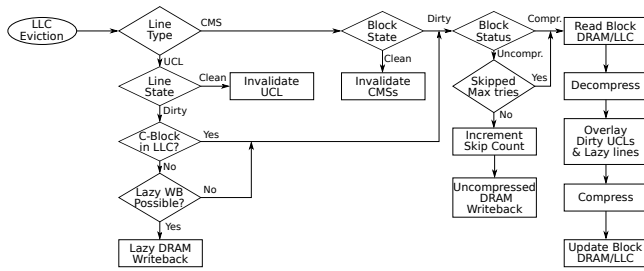 LLC
Eviction
Line
Type
CMS
UCL
Block
State
Dirty
Clean
Block
Status
Compr.
Uncompr.
Read Block
DRAM/LLC
Line
State
Clean
Dirty
Invalidate
UCL
Invalidate
CMSs
Skipped
Max tries
Yes
No
Decompress
C-Block
in LLC?
Yes
No
Increment
Skip Count
Overlay
Dirty UCLs
& Lazy lines
Lazy WB
Possible?
No
Yes
Uncompressed
DRAM
Writeback
Compress
Lazy DRAM
Writeback
Update Block
DRAM/LLC